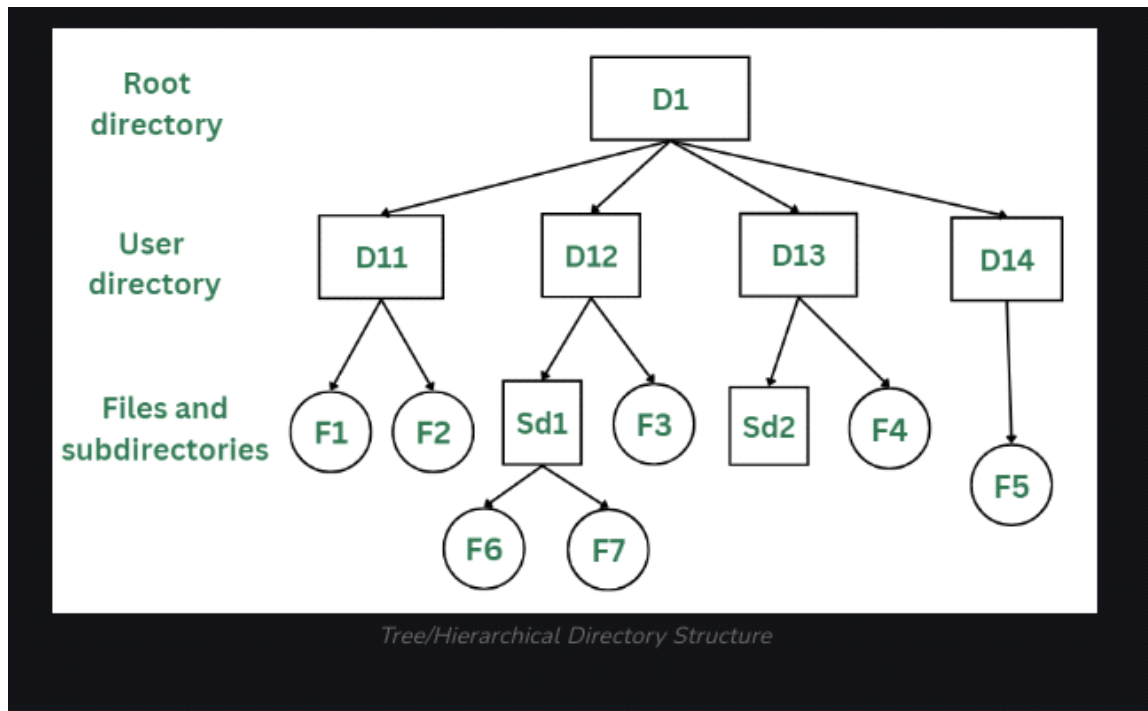 Root
directory
D1
User
directory
D11
D12
D13
D14
Files and
subdirectories
F1
F2
Sd1
F3
Sd2
F4
F5
F6
F7
Tree/Hierarchical Directory Structure